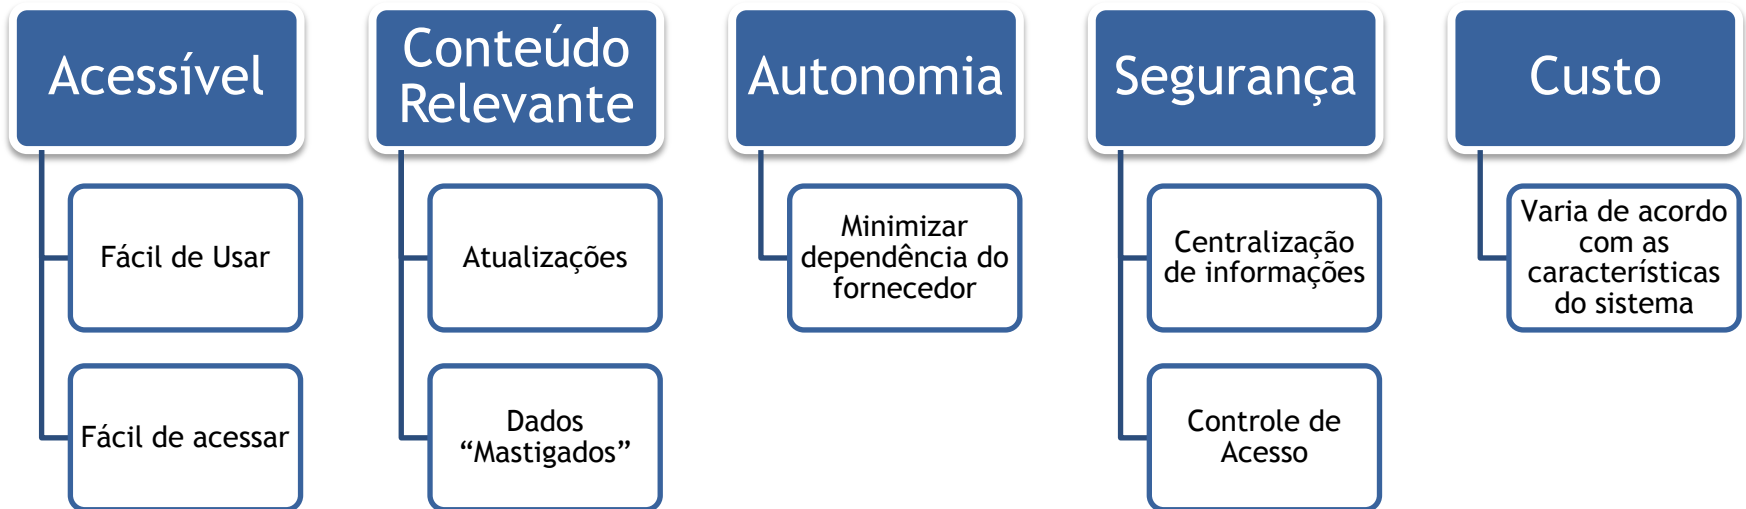 Acessível
Fácil de Usar
Fácil de acessar
Conteúdo
Relevante
Atualizações
Dados
“Mastigados”
Autonomia
Minimizar
dependência do
fornecedor
Segurança
Centralização
de informações
Controle de
Acesso
Custo
Varia de acordo
com as
características
do sistema